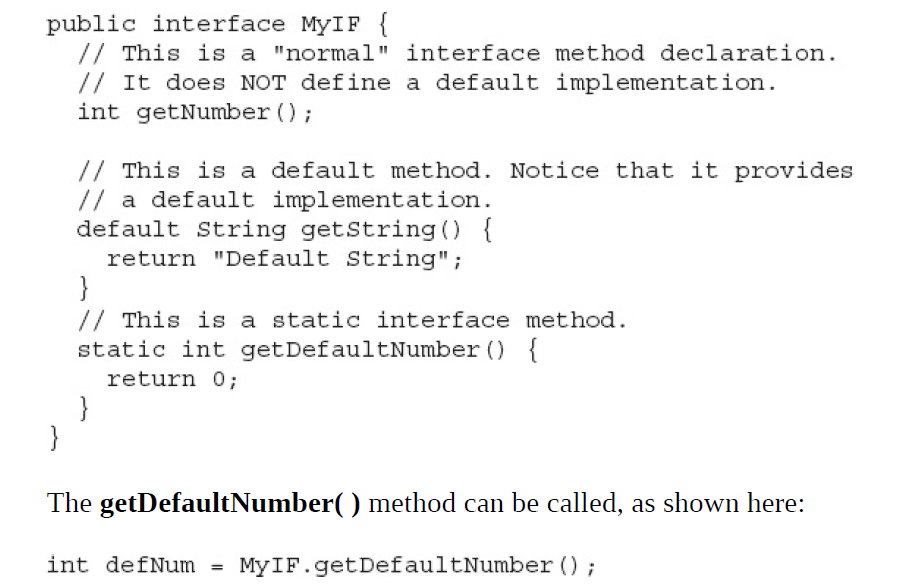 public interface MyIF {
// This is a "normal" interface method declaration.
// It does NOT define a default implementation.
int getNumber();
// This is a default method. Notice that it provides
// a default implementation.
default String getString() {
return "Default String";
}
// This is a static interface method.
static int getDefaultNumber() {
return 0;
}
}
The getDefaultNumber( ) method can be called, as shown here:
int defNum = MyIF.getDefaultNumber();